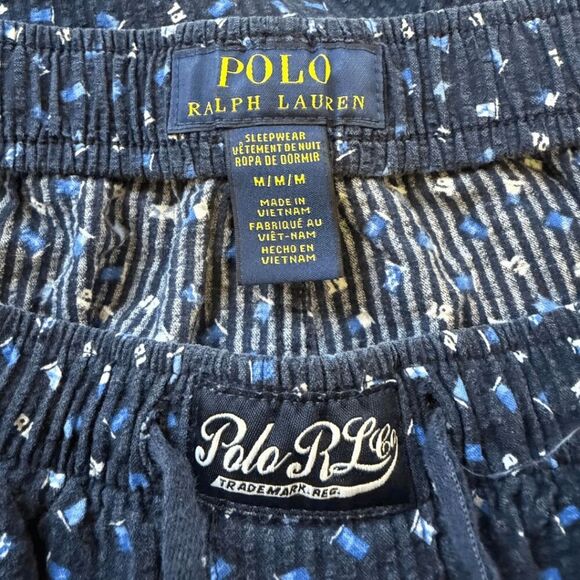 POLO
RALPH LAUREN
SLEEPWEAR
VÊTEMENT DE NUIT
ROPA DE DORMIR
M/M/M
MADE IN
VIETNAM
FABRIQUÉ AU
VIÊT-NAM
HECHO EN
VIETNAM
Polo RL Co
TRADEMARK. REG.